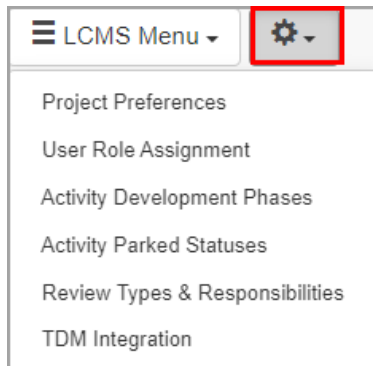 LCMS Menu
Project Preferences
User Role Assignment
Activity Development Phases
Activity Parked Statuses
Review Types & Responsibilities
TDM Integration